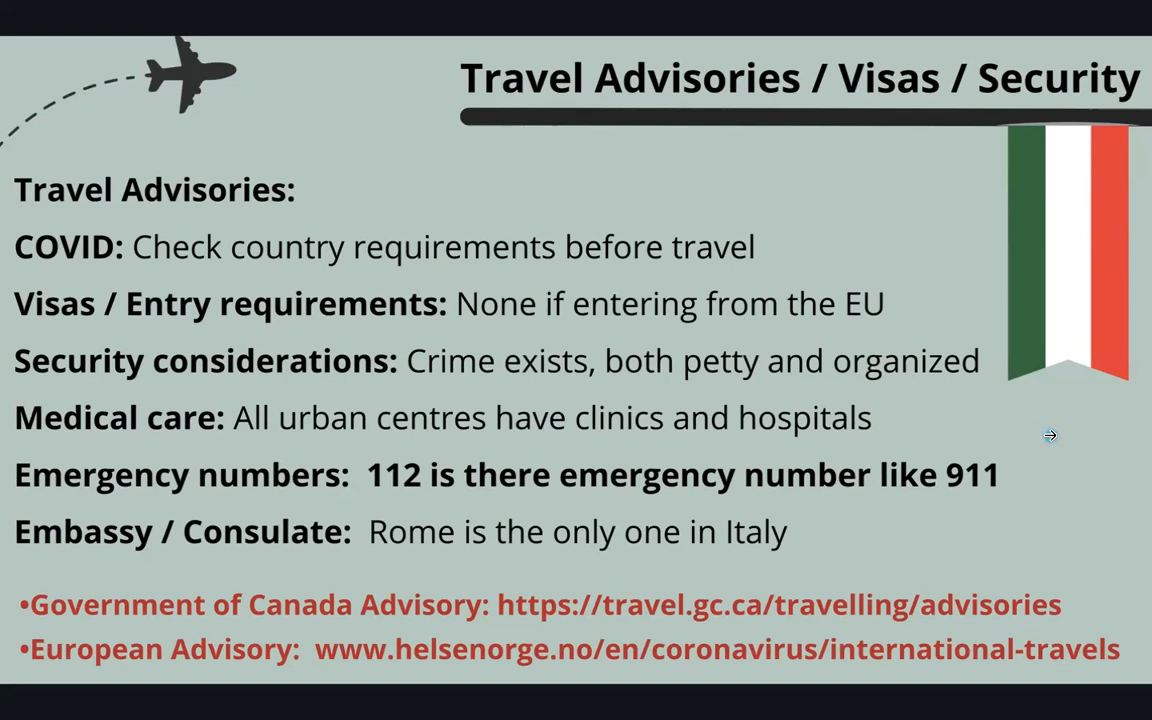 Travel Advisories / Visas / Security
Travel Advisories:
COVID: Check country requirements before travel
Visas / Entry requirements: None if entering from the EU
Security considerations: Crime exists, both petty and organized
Medical care: All urban centres have clinics and hospitals
Emergency numbers:  112 is there emergency number like 911
Embassy / Consulate:  Rome is the only one in Italy
•Government of Canada Advisory: https://travel.gc.ca/travelling/advisories
•European Advisory:  www.helsenorge.no/en/coronavirus/international-travels